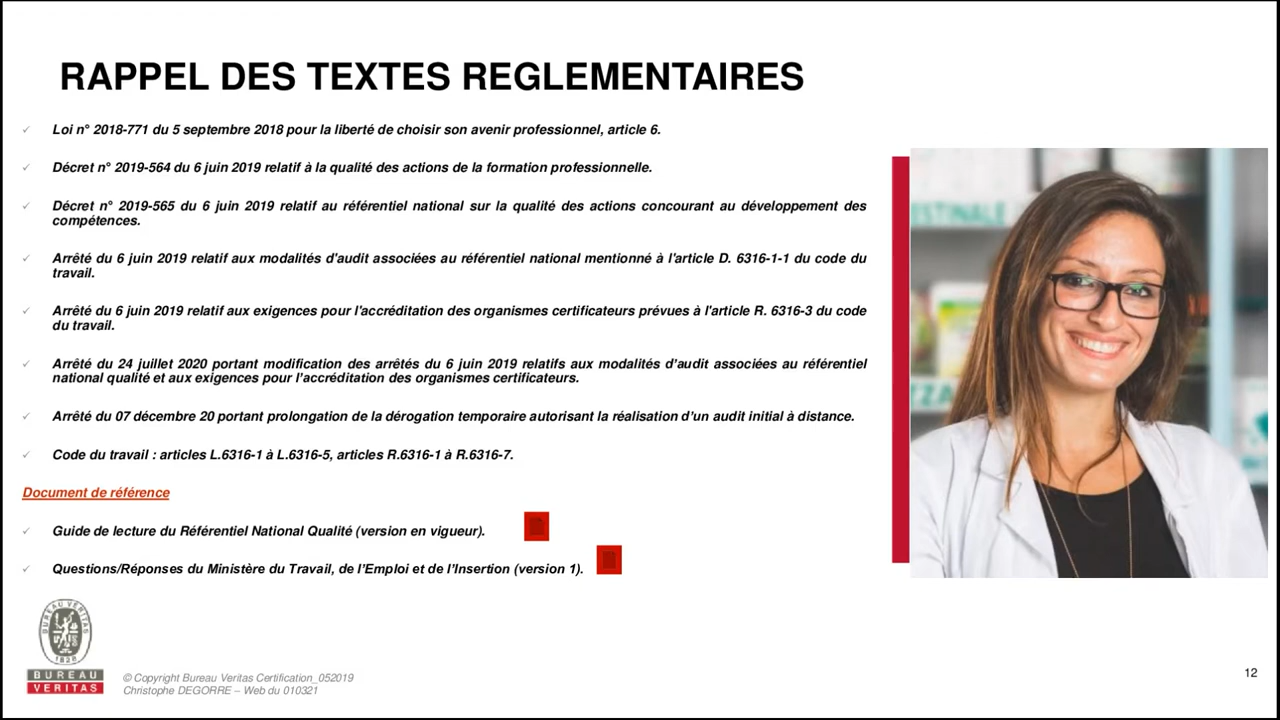 RAPPEL DES TEXTES REGLEMENTAIRES
Loi n° 2018-771 du 5 septembre 2018 pour la liberté de choisir son avenir professionnel, article 6.
Décret n° 2019-564 du 6 juin 2019 relatif à la qualité des actions de la formation professionnelle.
Décret n° 2019-565 du 6 juin 2019 relatif au référentiel national sur la qualité des actions concourant au développement des
compétences.
Arrêté du 6 juin 2019 relatif aux modalités d'audit associées au référentiel national mentionné à l'article D. 6316-1-1 du code du
travail.
Arrêté du 6 juin 2019 relatif aux exigences pour l'accréditation des organismes certificateurs prévues à l'article R. 6316-3 du code
du travail.
Arrêté du 24 juillet 2020 portant modification des arrêtés du 6 juin 2019 relatifs aux modalités d'audit associées au référentiel
national qualité et aux exigences pour l'accréditation des organismes certificateurs.
Arrêté du 07 décembre 20 portant prolongation de la dérogation temporaire autorisant la réalisation d'un audit initial à distance.
Code du travail : articles L.6316-1 à L.6316-5, articles R.6316-1 à R.6316-7.
Document de référence
Guide de lecture du Référentiel National Qualité (version en vigueur).
Questions/Réponses du Ministère du Travail, de l'Emploi et de l'Insertion (version 1).
ESTINALE
ZZA
BUREAU VERITAS
1828
BUREAU
VERITAS
© Copyright Bureau Veritas Certification_052019
Christophe DEGORRE – Web du 010321
12